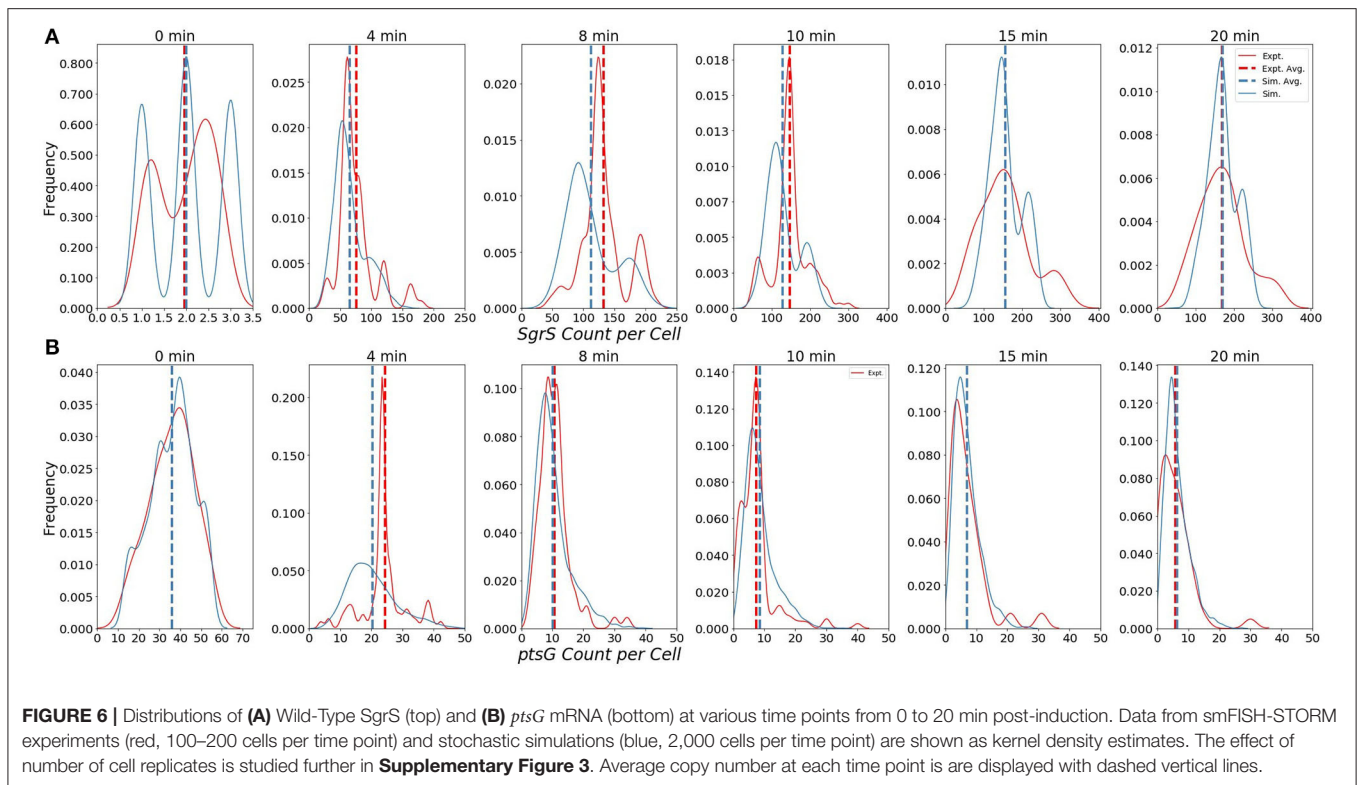 A
0 min
4 min
8 min
10 min
15 min
20 min
Frequency
0.800
0.700
0.600
0.500
0.400
0.300
0.200
0.100
0.000
0.0 0.5 1.0 1.5 2.0 2.5 3.0 3.5
0.025
0.020
0.015
0.010
0.005
0.000
0 50 100 150 200 250
0.020
0.015
0.010
0.005
0.000
0 50 100 150 200 250
0.018
0.015
0.013
0.010
0.007
0.005
0.003
0.000
0 100 200 300 400
0.010
0.008
0.006
0.004
0.002
0.000
0 100 200 300 400
0.012
0.010
0.008
0.006
0.004
0.002
0.000
0 100 200 300 400
Expt.
Expt. Avg.
Sim. Avg.
Sim.
SgrS Count per Cell
B
0 min
4 min
8 min
10 min
15 min
20 min
Frequency
0.040
0.035
0.030
0.025
0.020
0.015
0.010
0.005
0.000
0 10 20 30 40 50 60 70
0.200
0.150
0.100
0.050
0.000
0 10 20 30 40 50
0.100
0.080
0.060
0.040
0.020
0.000
0 10 20 30 40 50
0.140
0.120
0.100
0.080
0.060
0.040
0.020
0.000
0 10 20 30 40 50
Expt.
0.120
0.100
0.080
0.060
0.040
0.020
0.000
0 10 20 30 40 50
0.140
0.120
0.100
0.080
0.060
0.040
0.020
0.000
0 10 20 30 40 50
ptsG Count per Cell
FIGURE 6 | Distributions of (A) Wild-Type SgrS (top) and (B) ptsG mRNA (bottom) at various time points from 0 to 20 min post-induction. Data from smFISH-STORM
experiments (red, 100–200 cells per time point) and stochastic simulations (blue, 2,000 cells per time point) are shown as kernel density estimates. The effect of
number of cell replicates is studied further in Supplementary Figure 3. Average copy number at each time point is are displayed with dashed vertical lines.